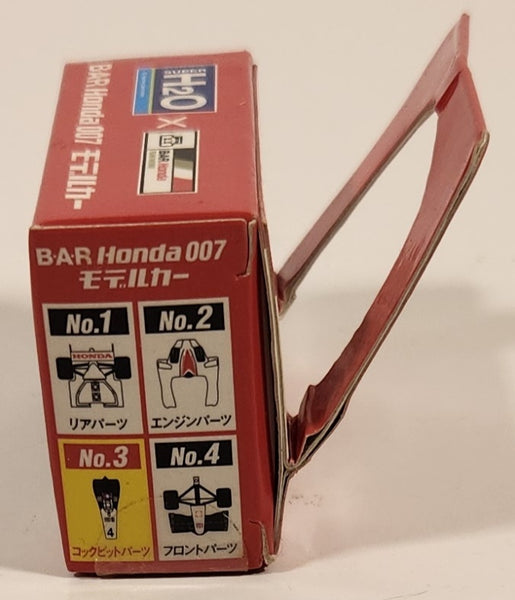 SUPER
H2O
X
B·A·R Honda
B·A·R Honda 007 モデルカー
B·A·R Honda 007
モデルカー
No.1
HONDA
リアパーツ
No.2
エンジンパーツ
No.3
4
コックピットパーツ
No.4
フロントパーツ